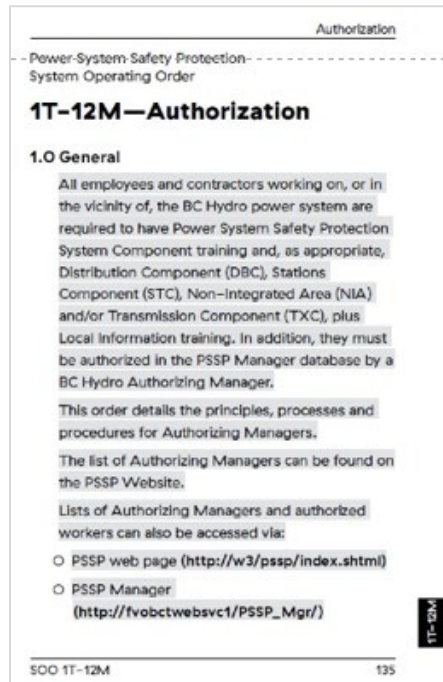 Authorization
Power System Safety Protection
System Operating Order
1T-12M—Authorization
1.0 General
All employees and contractors working on, or in
the vicinity of, the BC Hydro power system are
required to have Power System Safety Protection
System Component training and, as appropriate,
Distribution Component (DBC), Stations
Component (STC), Non-Integrated Area (NIA)
and/or Transmission Component (TXC), plus
Local Information training. In addition, they must
be authorized in the PSSP Manager database by a
BC Hydro Authorizing Manager.
This order details the principles, processes and
procedures for Authorizing Managers.
The list of Authorizing Managers can be found on
the PSSP Website.
Lists of Authorizing Managers and authorized
workers can also be accessed via:
○ PSSP web page (http://w3/pssp/index.shtml)
○ PSSP Manager
(http://fvobctwebsvc1/PSSP_Mgr/)
1T-12M
SOO 1T-12M 135